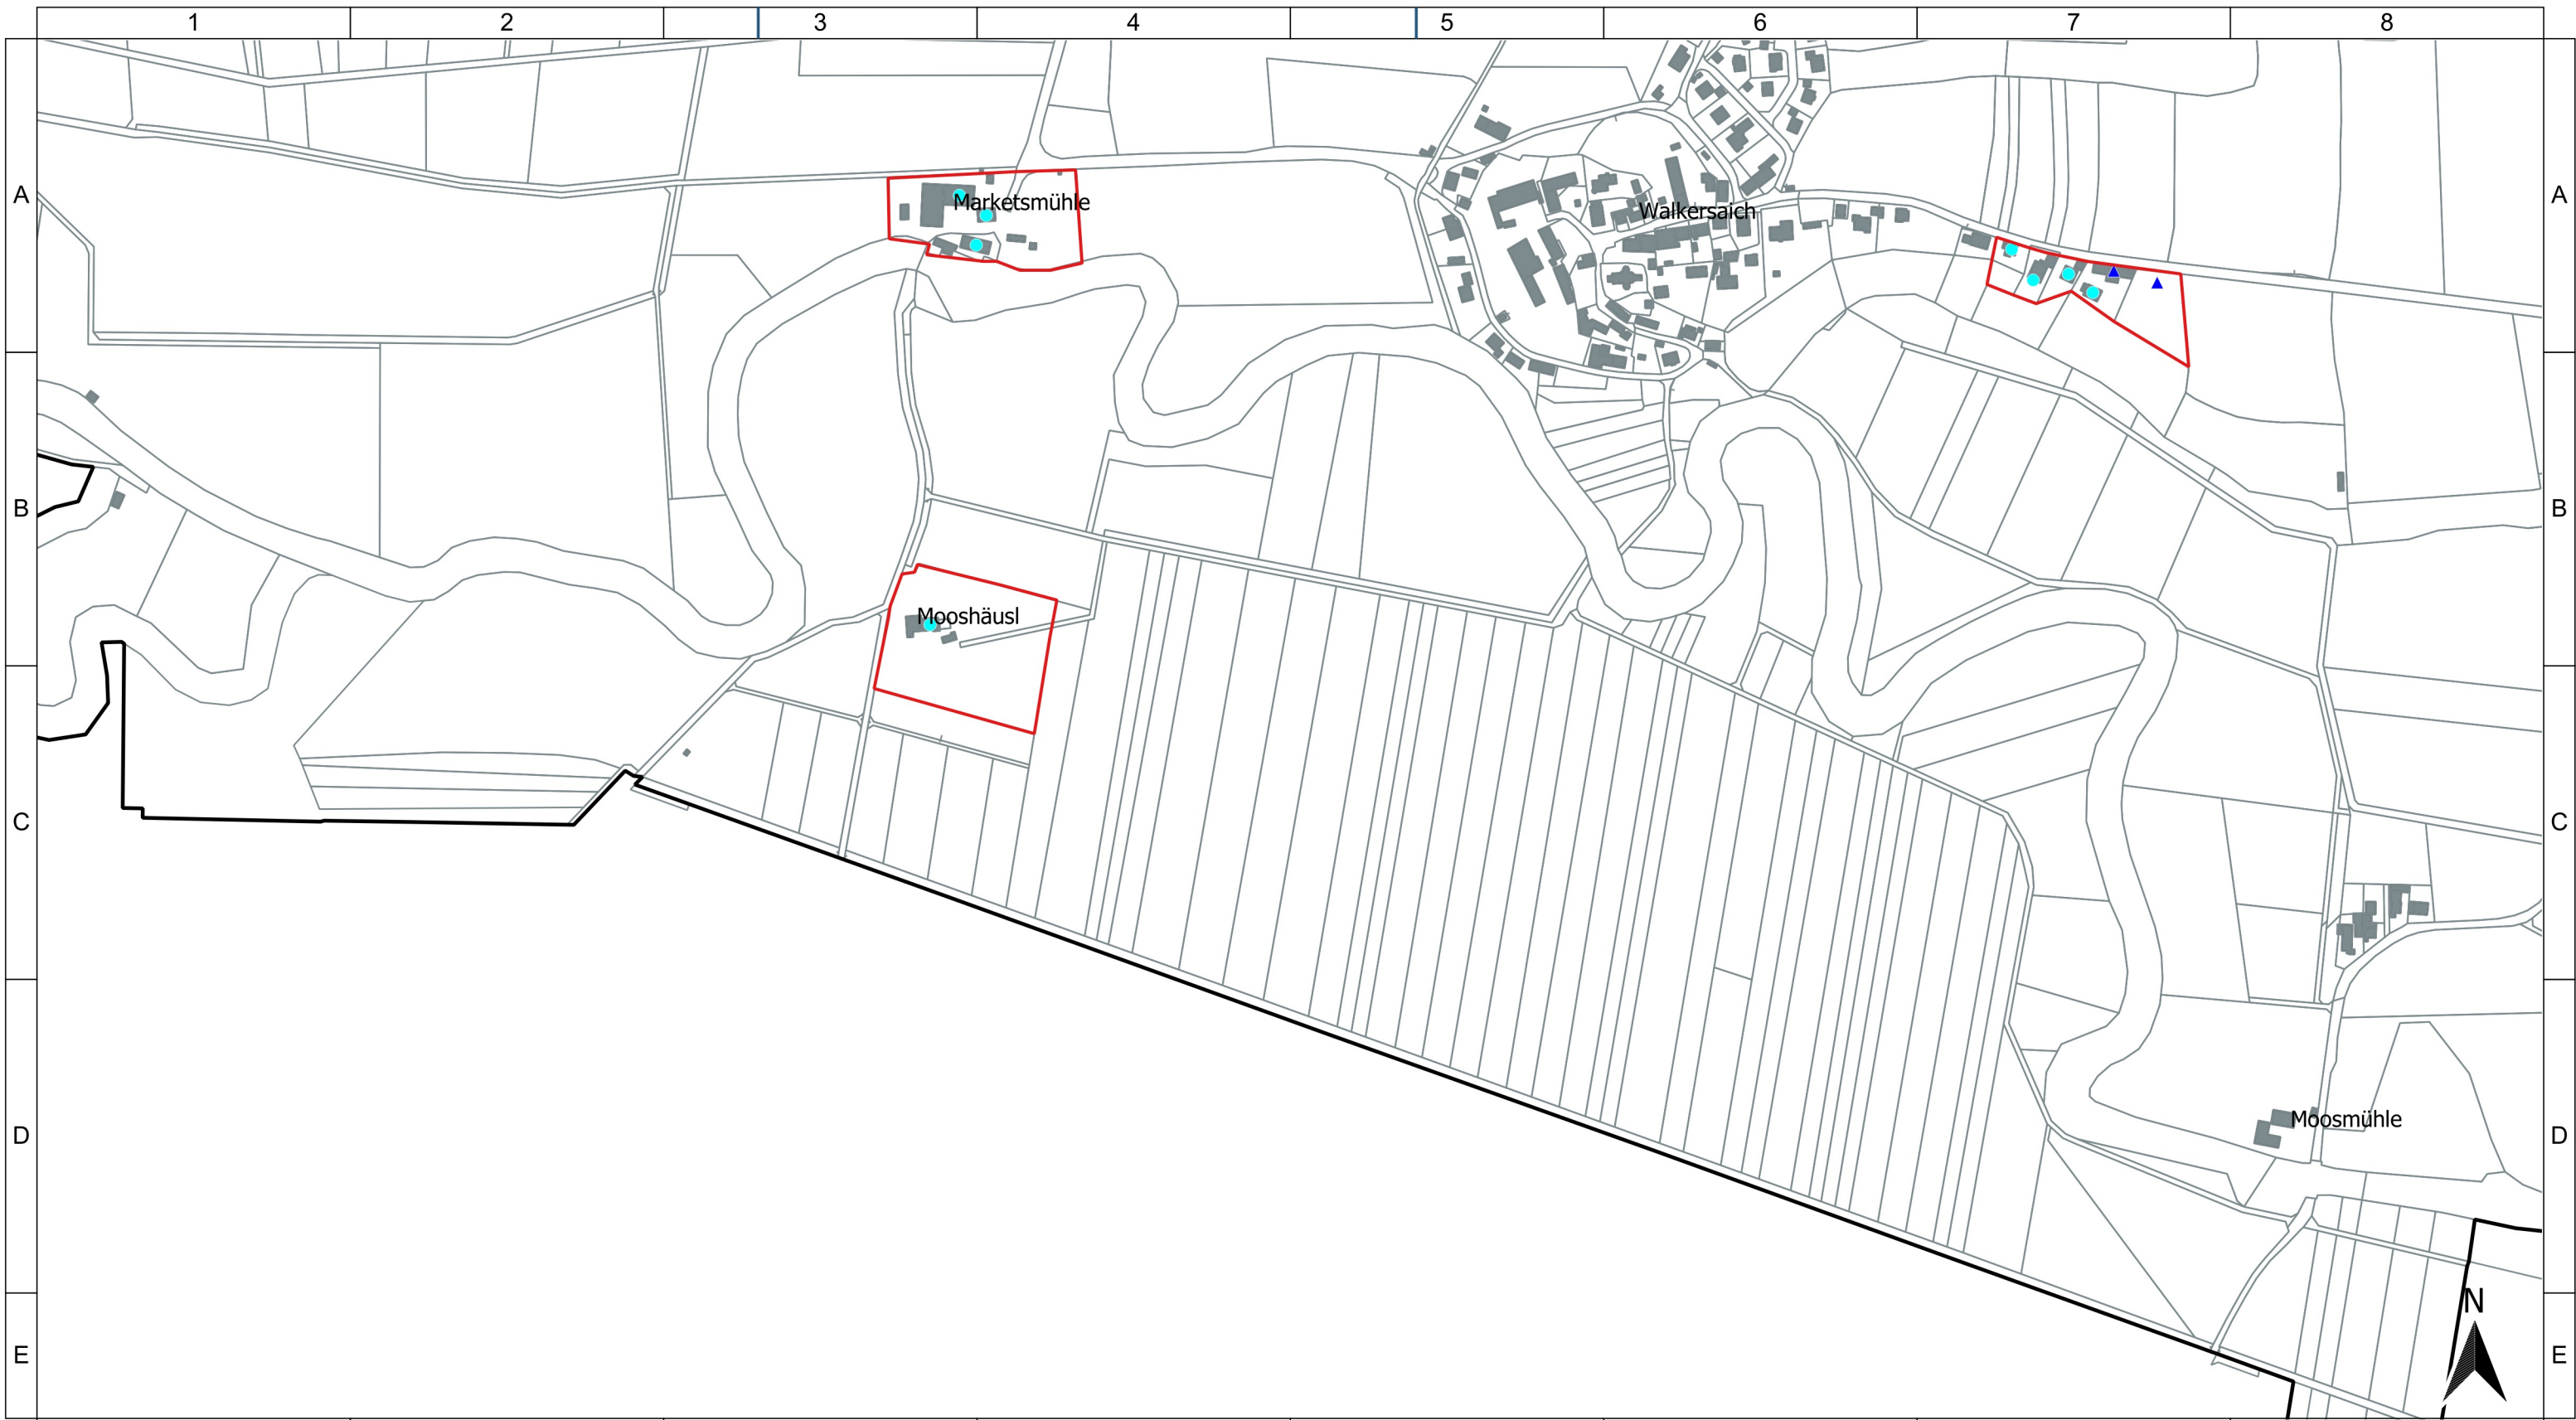 1 2 3 4 5 6 7 8
A A
Marketsmühle
Walkersaich
B B
Mooshäusl
C C
D D
Moosmühle
N
E E